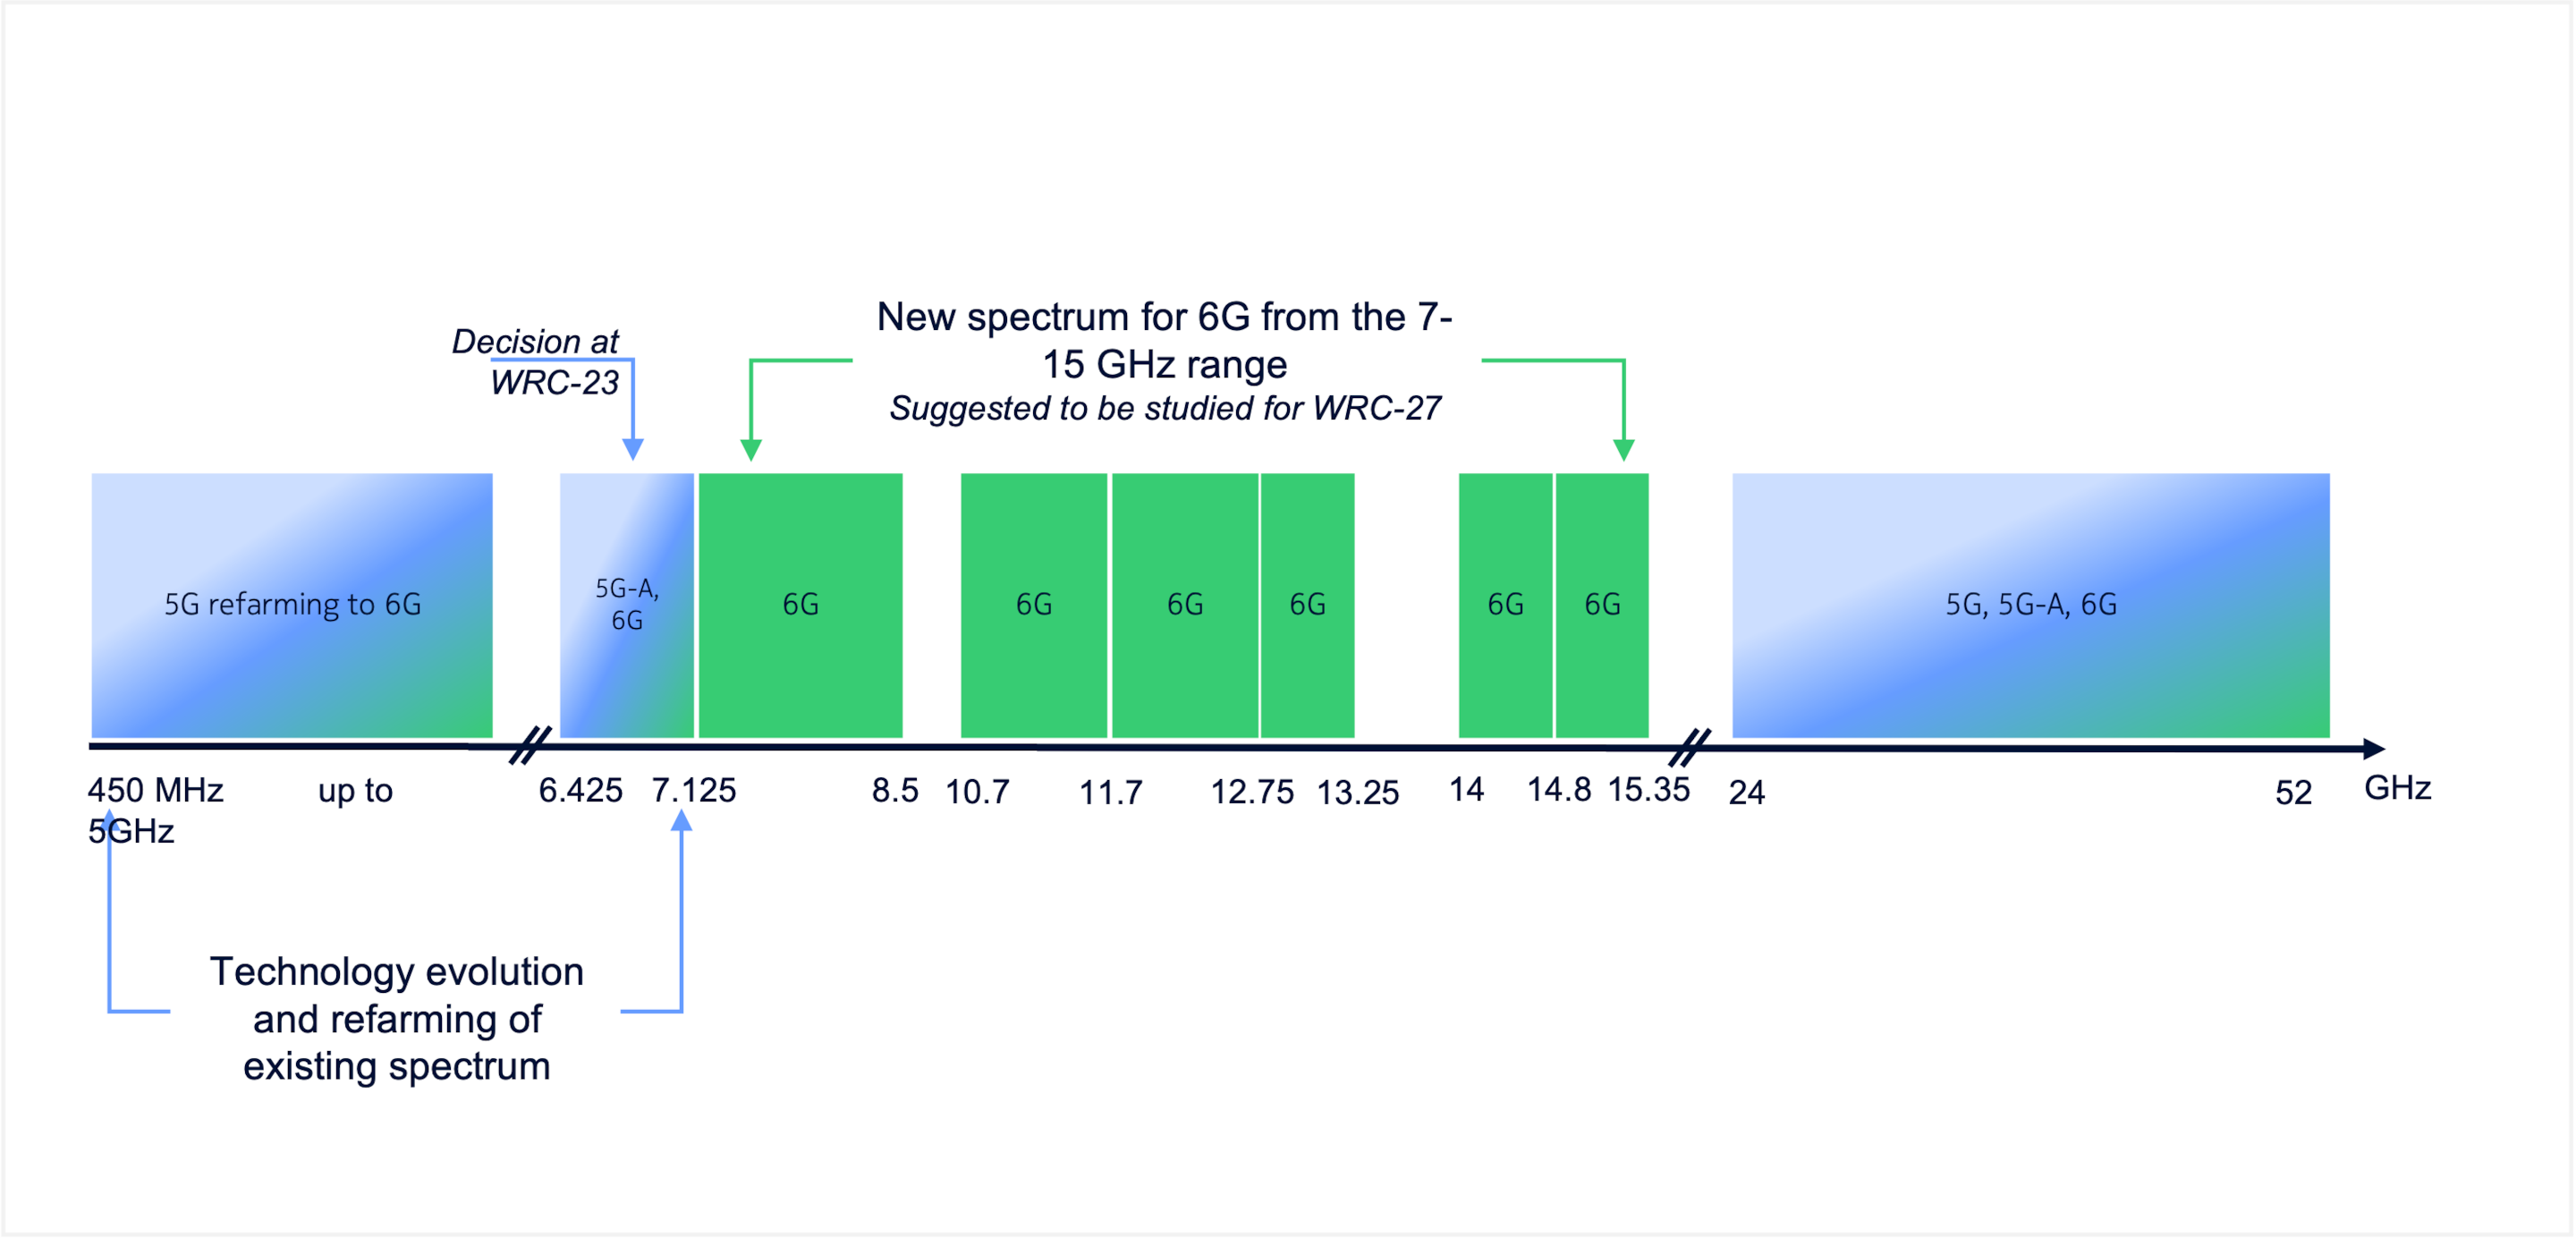 Decision at
WRC-23
New spectrum for 6G from the 7-
15 GHz range
Suggested to be studied for WRC-27
5G refarming to 6G
5G-A,
6G
6G
6G
6G
6G
6G
6G
5G, 5G-A, 6G
450 MHz up to
5GHz
6.425
7.125
8.5
10.7
11.7
12.75
13.25
14
14.8
15.35
24
52
GHz
Technology evolution
and refarming of
existing spectrum